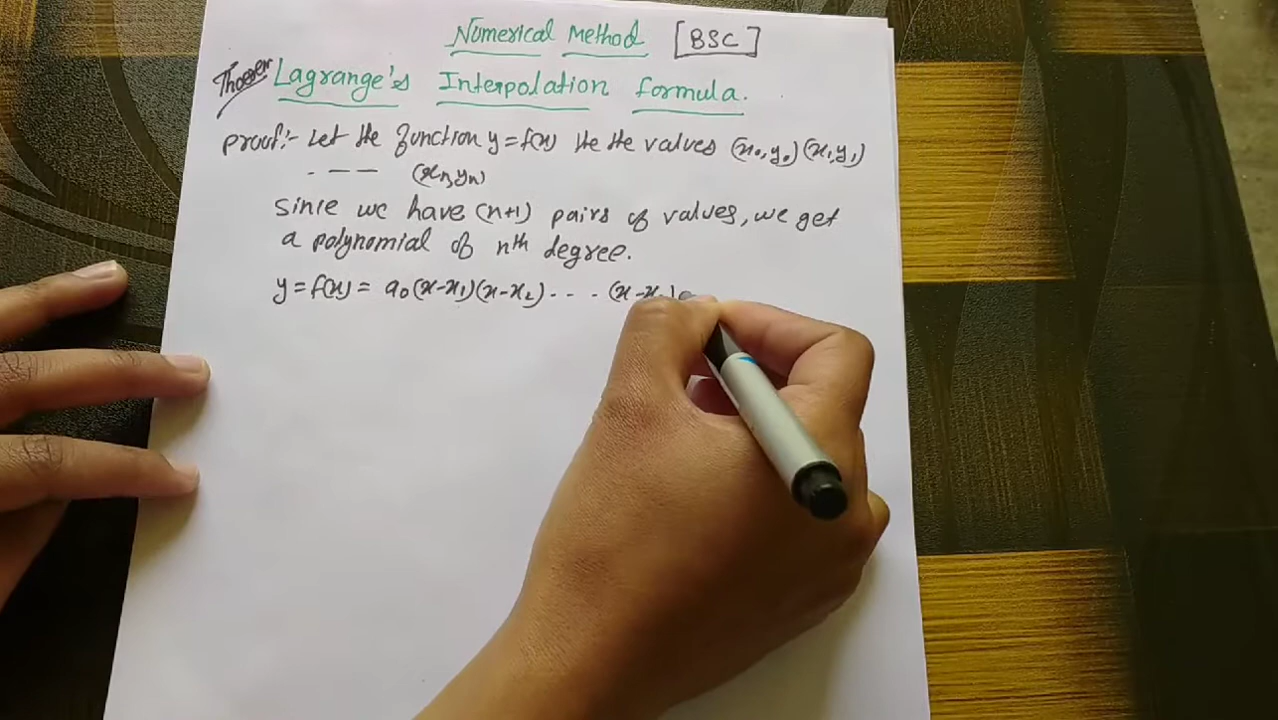 Numerical Method [BSC]
Lagrange's Interpolation formula.
proof:- Let the function y=f(x) the the values (x₀,y₀)(x₁,y₁)
---- (xₙ,yₙ)
since we have (n+1) pairs of values, we get
a polynomial of nth degree.
y=f(x) = a₀(x-x₁)(x-x₂)---- (x-